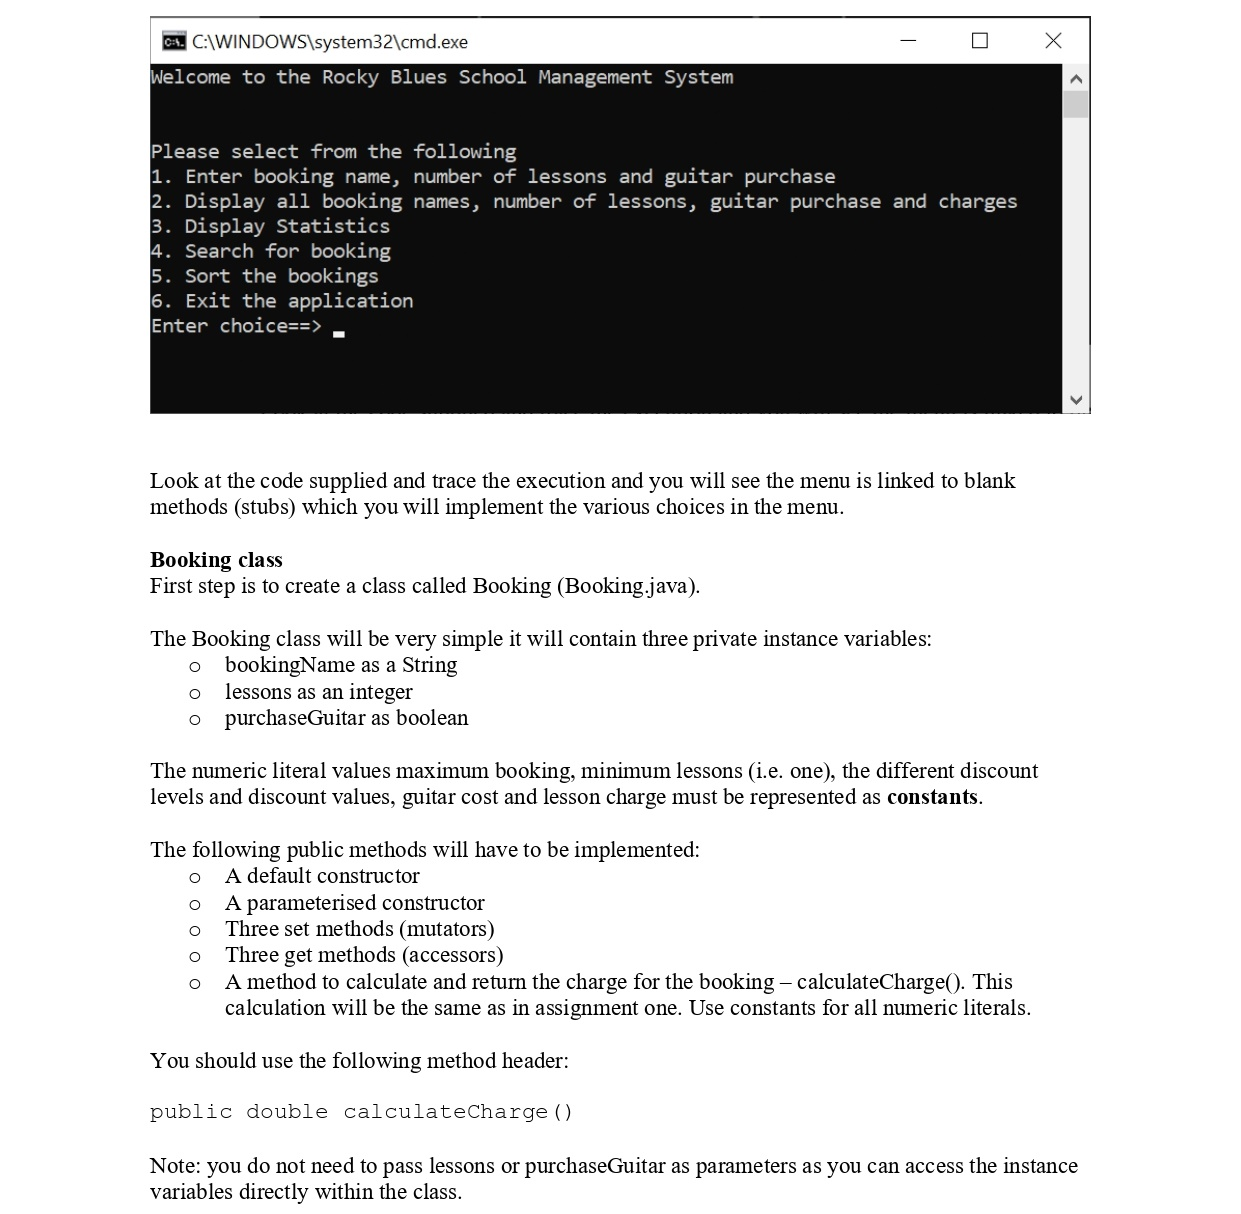 C:\WINDOWS\system32\cmd.exe
Welcome to the Rocky Blues School Management System
Please select from the following
1. Enter booking name, number of lessons and guitar purchase
2. Display all booking names, number of lessons, guitar purchase and charges
3. Display Statistics
4. Search for booking
5. Sort the bookings
6. Exit the application
Enter choice==>
Look at the code supplied and trace the execution and you will see the menu is linked to blank
methods (stubs) which you will implement the various choices in the menu.
Booking class
First step is to create a class called Booking (Booking.java).
The Booking class will be very simple it will contain three private instance variables:
o bookingName as a String
o lessons as an integer
o purchaseGuitar as boolean
The numeric literal values maximum booking, minimum lessons (i.e. one), the different discount
levels and discount values, guitar cost and lesson charge must be represented as constants.
The following public methods will have to be implemented:
o A default constructor
o A parameterised constructor
o Three set methods (mutators)
o Three get methods (accessors)
o A method to calculate and return the charge for the booking – calculateCharge(). This
calculation will be the same as in assignment one. Use constants for all numeric literals.
You should use the following method header:
public double calculateCharge()
Note: you do not need to pass lessons or purchaseGuitar as parameters as you can access the instance
variables directly within the class.